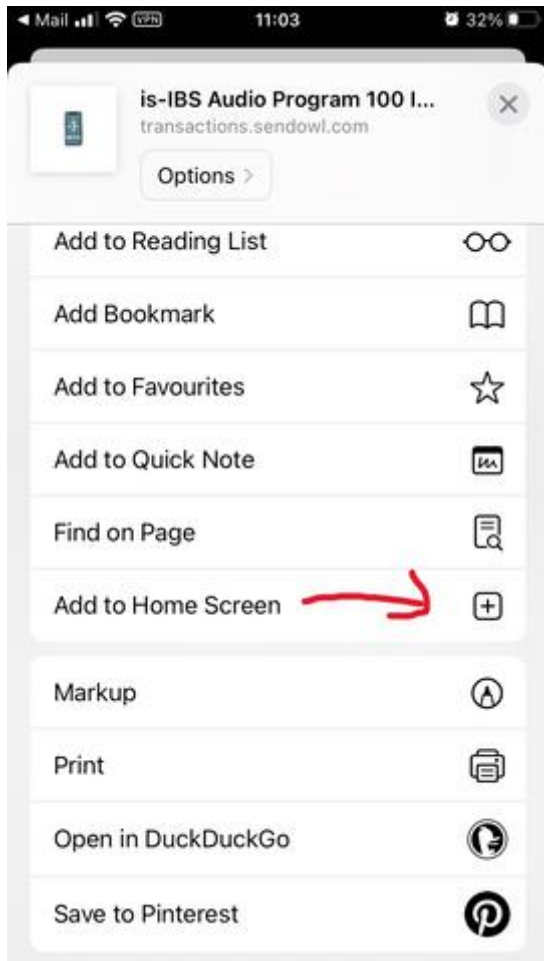 Mail VPN 11:03 32%
is-IBS Audio Program 100 I...
transactions.sendowl.com
Options
Add to Reading List
Add Bookmark
Add to Favourites
Add to Quick Note
Find on Page
Add to Home Screen
Markup
Print
Open in DuckDuckGo
Save to Pinterest